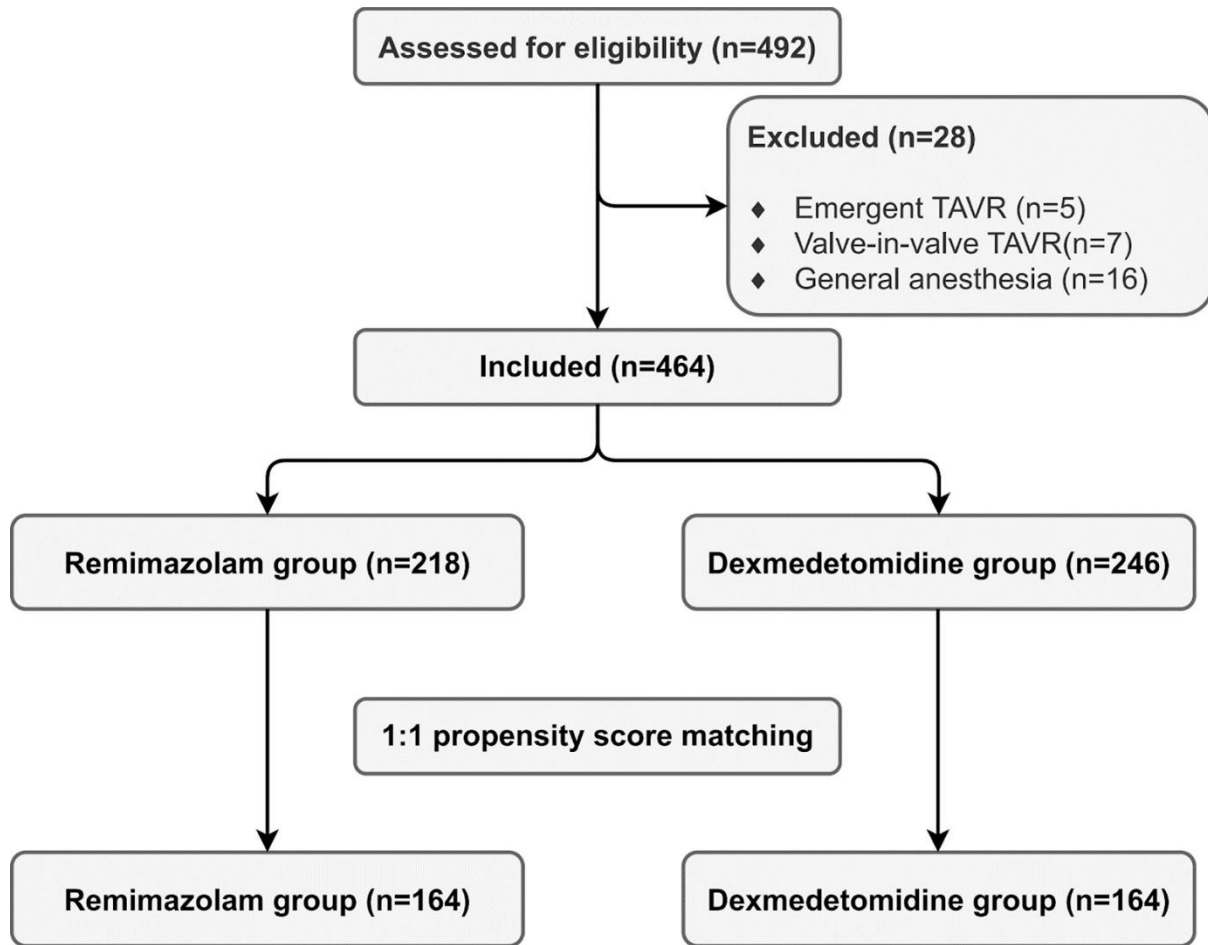 Assessed for eligibility (n=492)
Excluded (n=28)
♦ Emergent TAVR (n=5)
♦ Valve-in-valve TAVR(n=7)
♦ General anesthesia (n=16)
Included (n=464)
Remimazolam group (n=218)
Dexmedetomidine group (n=246)
1:1 propensity score matching
Remimazolam group (n=164)
Dexmedetomidine group (n=164)